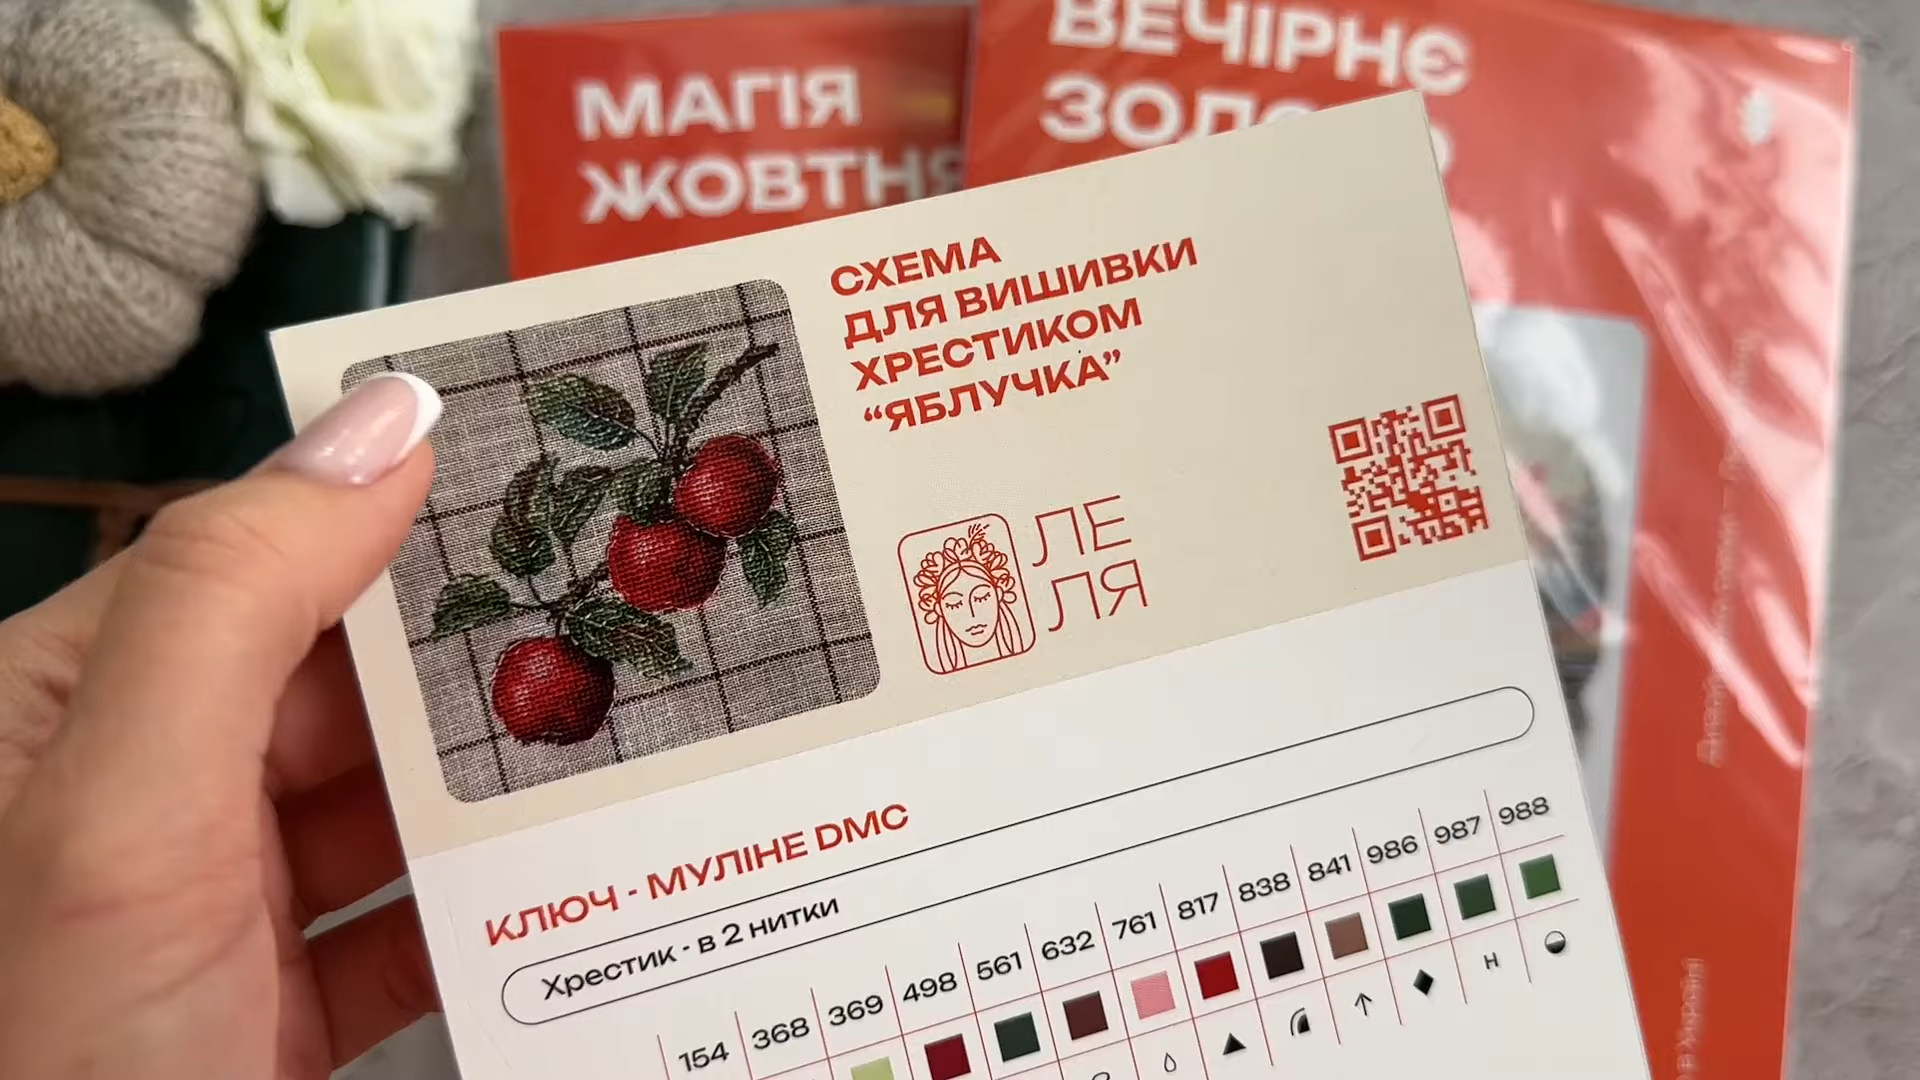 МАГІЯ
ЖОВТНЯ
ВЕЧІРНЄ
СХЕМА
ДЛЯ ВИШИВКИ
ХРЕСТИКОМ
“ЯБЛУЧКА”
ЛЕ
ЛЯ
КЛЮЧ - МУЛІНЕ DMC
Хрестик - в 2 нитки
154 368 369 498 561 632 761 817 838 841 986 987 988
H